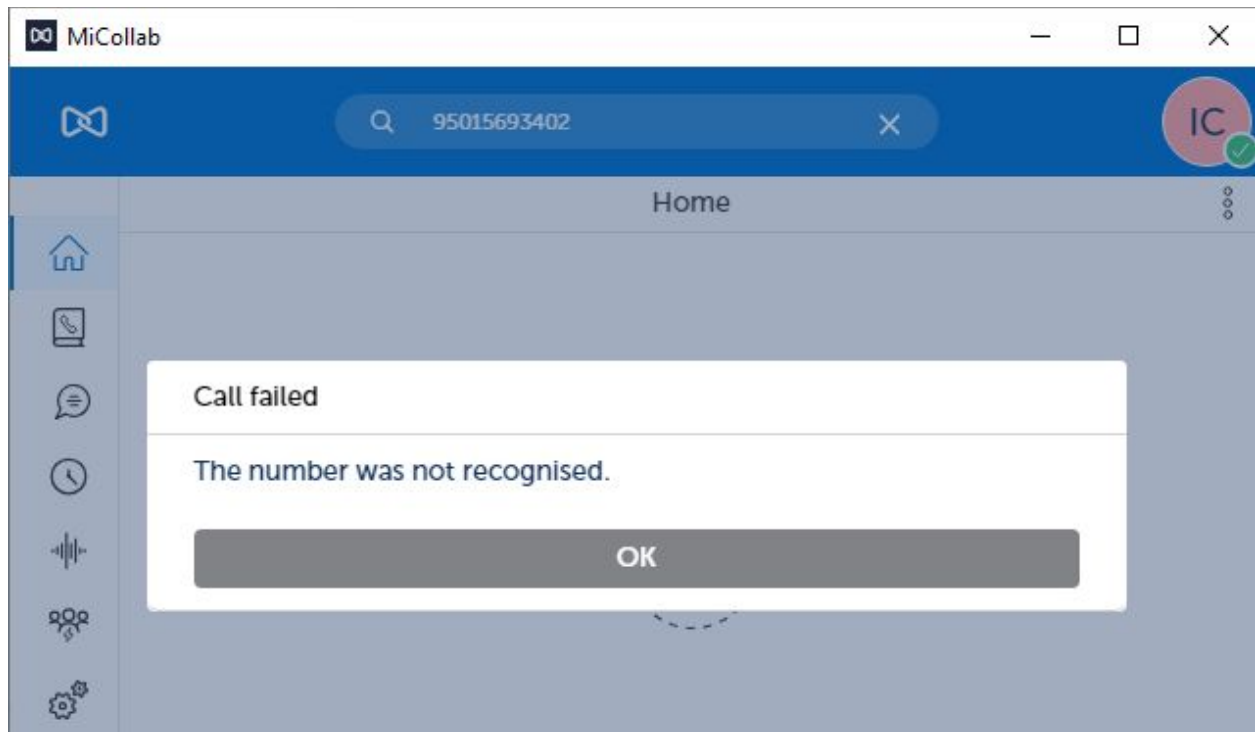 MiCollab
95015693402
IC
Home
Call failed
The number was not recognised.
OK